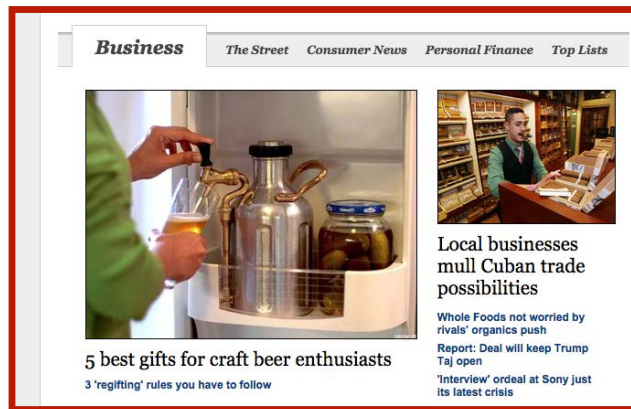 Business
The Street
Consumer News
Personal Finance
Top Lists
5 best gifts for craft beer enthusiasts
3 'regifting' rules you have to follow
Local businesses
mull Cuban trade
possibilities
Whole Foods not worried by
rivals' organics push
Report: Deal will keep Trump
Taj open
'Interview' ordeal at Sony just
its latest crisis